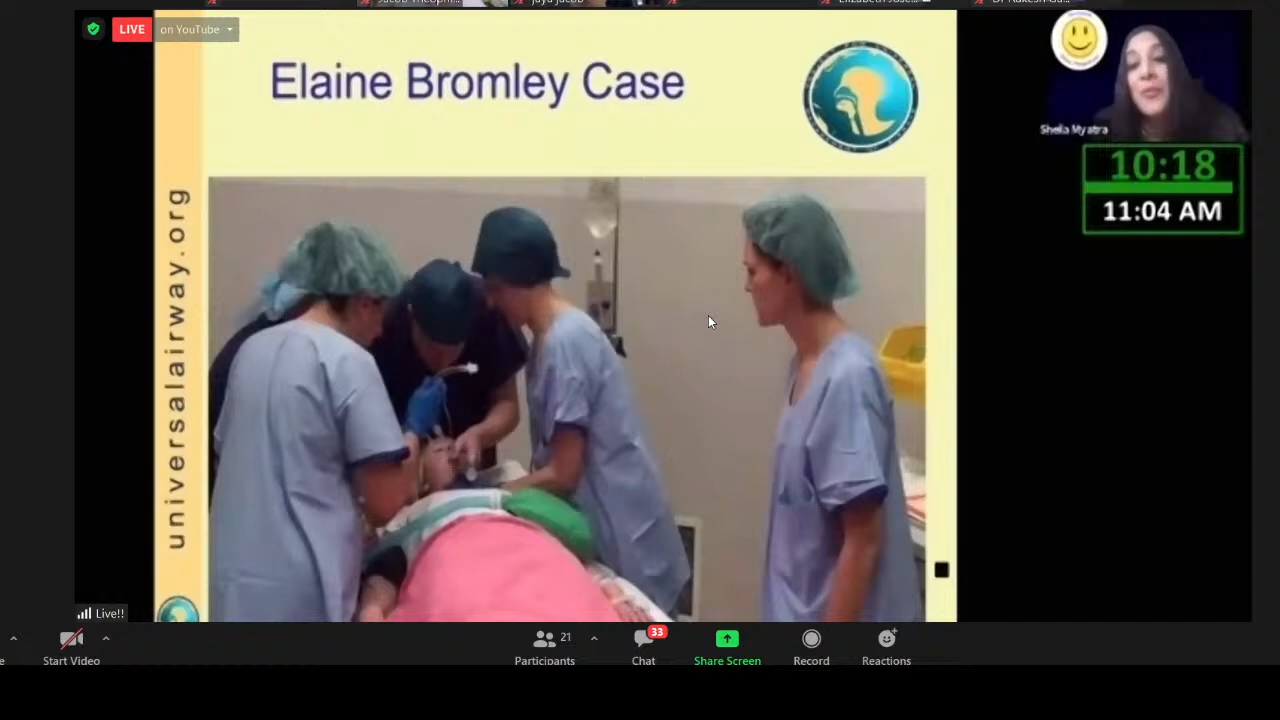 LIVE
on YouTube
Elaine Bromley Case
universalairway.org
Sheila Myatra
10:18
11:04 AM
Live!!
Start Video
21
Participants
33
Chat
Share Screen
Record
Reactions